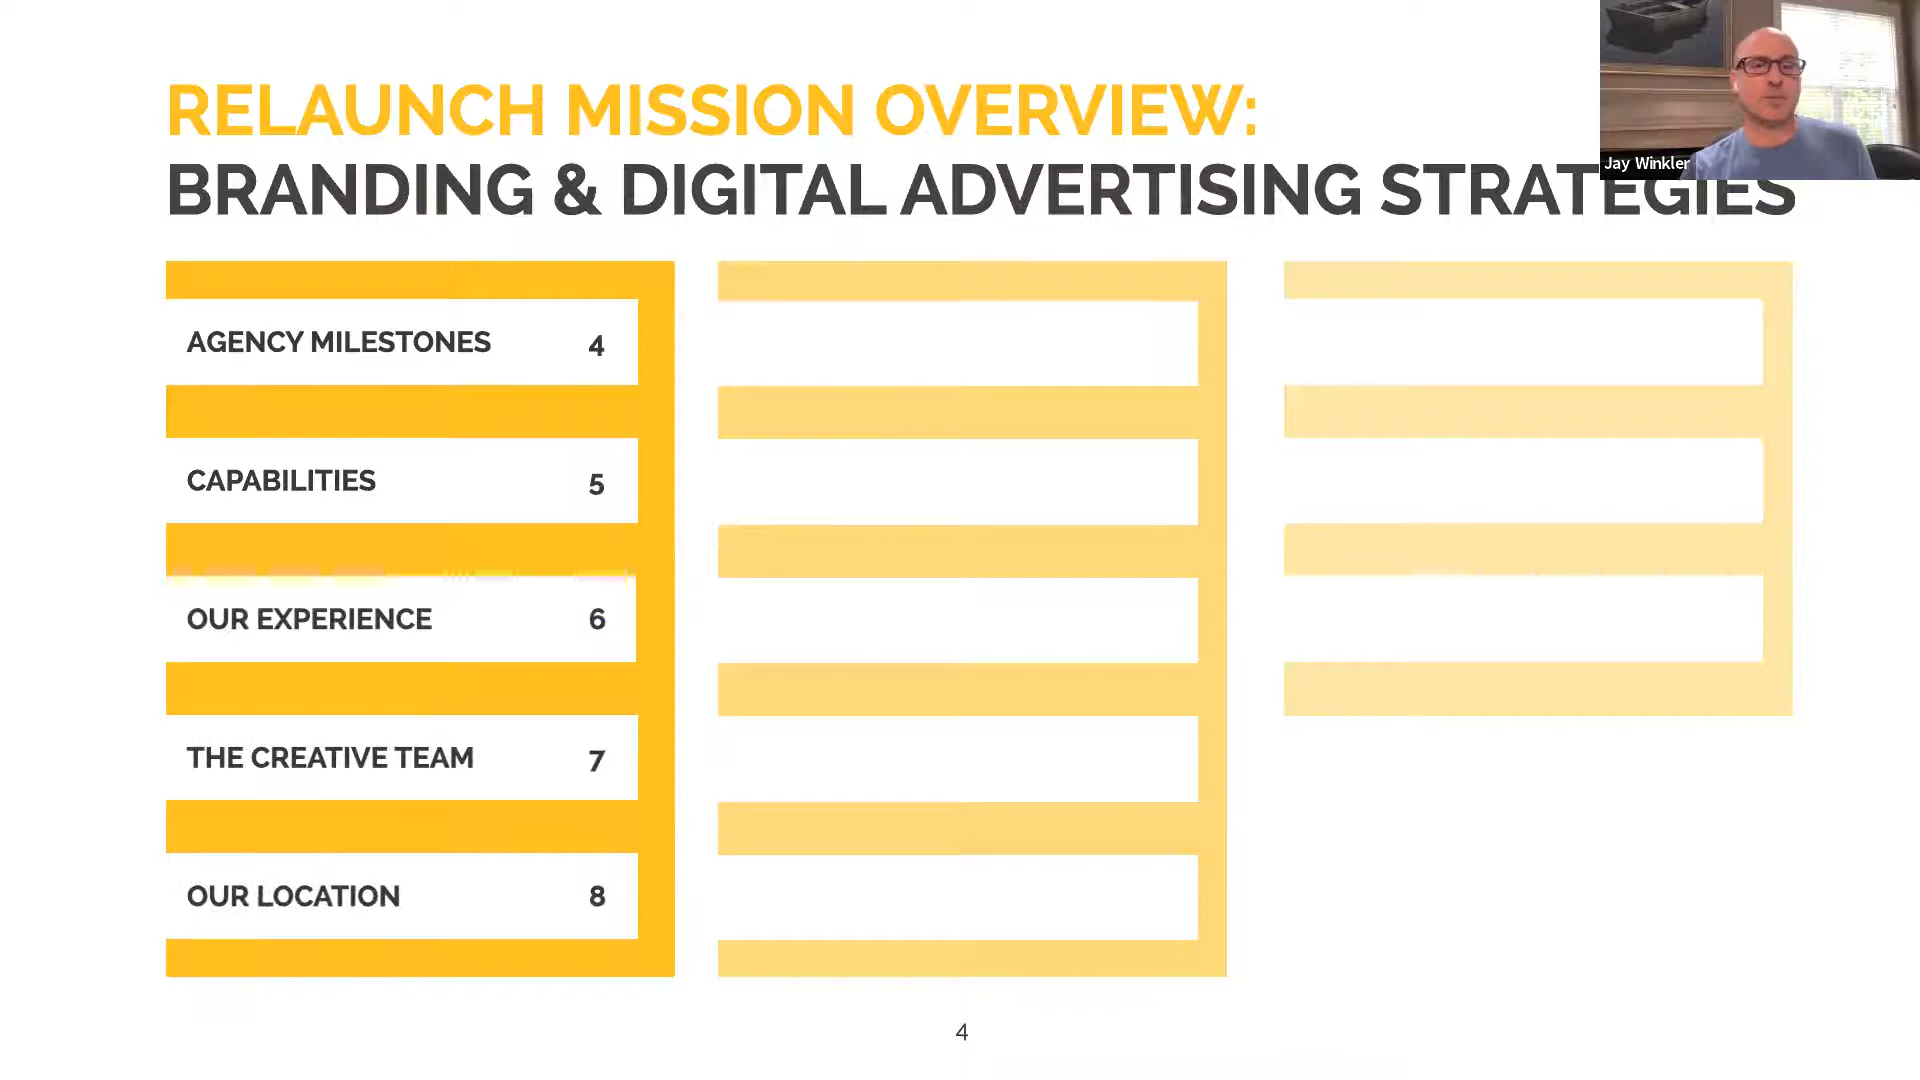 RELAUNCH MISSION OVERVIEW:
BRANDING & DIGITAL ADVERTISING STRATEGIES
Jay Winkler
AGENCY MILESTONES 4
CAPABILITIES 5
OUR EXPERIENCE 6
THE CREATIVE TEAM 7
OUR LOCATION 8
4